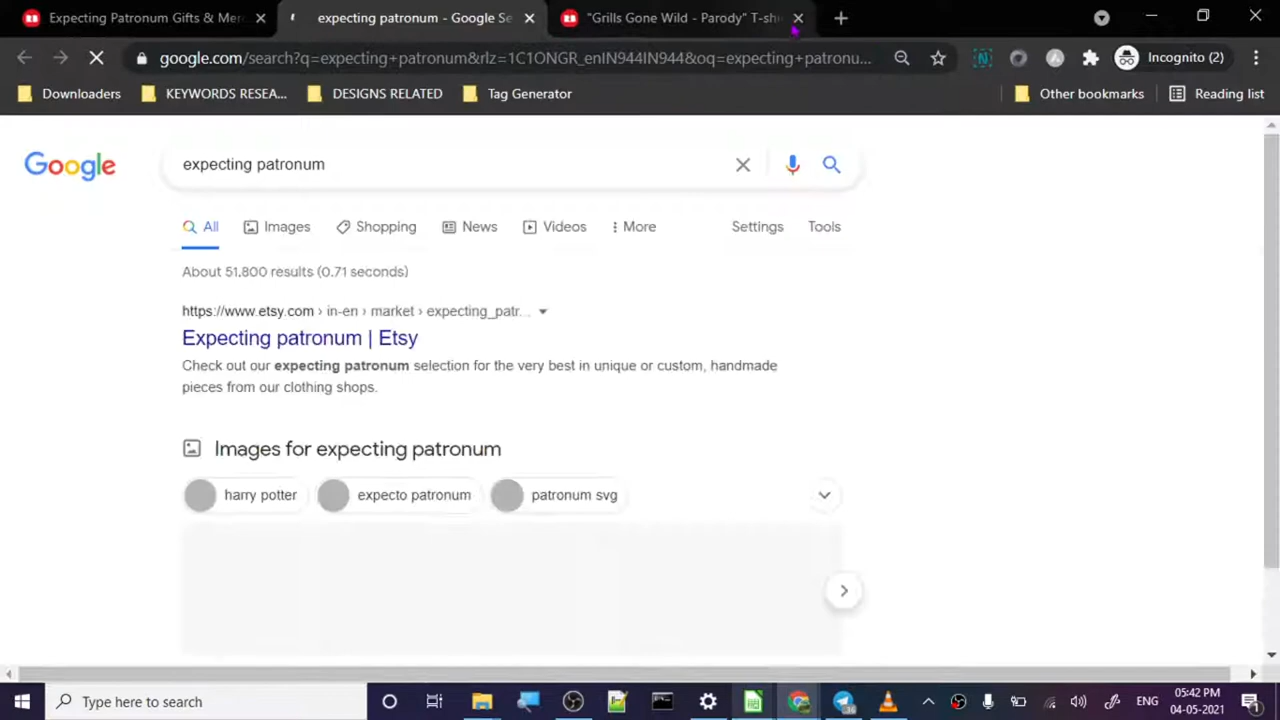 Expecting Patronum Gifts & Mer
expecting patronum - Google Se
"Grills Gone Wild - Parody" T-sh
google.com/search?q=expecting+patronum&rlz=1C1ONGR_enIN944IN944&oq=expecting+patronu...
Incognito (2)
Downloaders
KEYWORDS RESEA...
DESIGNS RELATED
Tag Generator
Other bookmarks
Reading list
Google
expecting patronum
All
Images
Shopping
News
Videos
More
Settings
Tools
About 51,800 results (0.71 seconds)
https://www.etsy.com › in-en › market › expecting_patr...
Expecting patronum | Etsy
Check out our expecting patronum selection for the very best in unique or custom, handmade
pieces from our clothing shops.
Images for expecting patronum
harry potter
expecto patronum
patronum svg
Type here to search
ENG
05:42 PM
04-05-2021